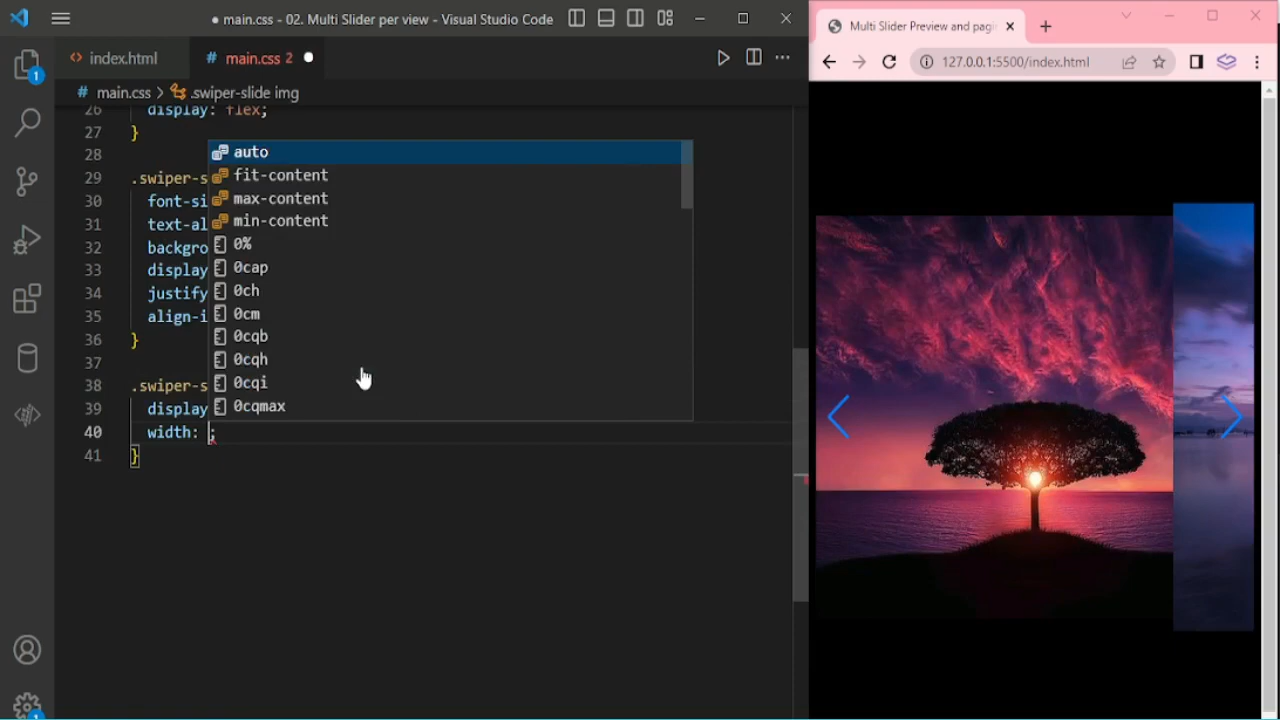 ● main.css - 02. Multi Slider per view - Visual Studio Code
Multi Slider Preview and pagi
index.html
# main.css 2
127.0.0.1:5500/index.html
1
# main.css > .swiper-slide img
26 display: flex;
27 }
28
29 .swiper-s
30 font-si
31 text-al
32 backgro
33 display
34 justify
35 align-i
36 }
37
38 .swiper-s
39 display
40 width: ;
41 }
auto
fit-content
max-content
min-content
0%
0cap
0ch
0cm
0cqb
0cqh
0cqi
0cqmax
1